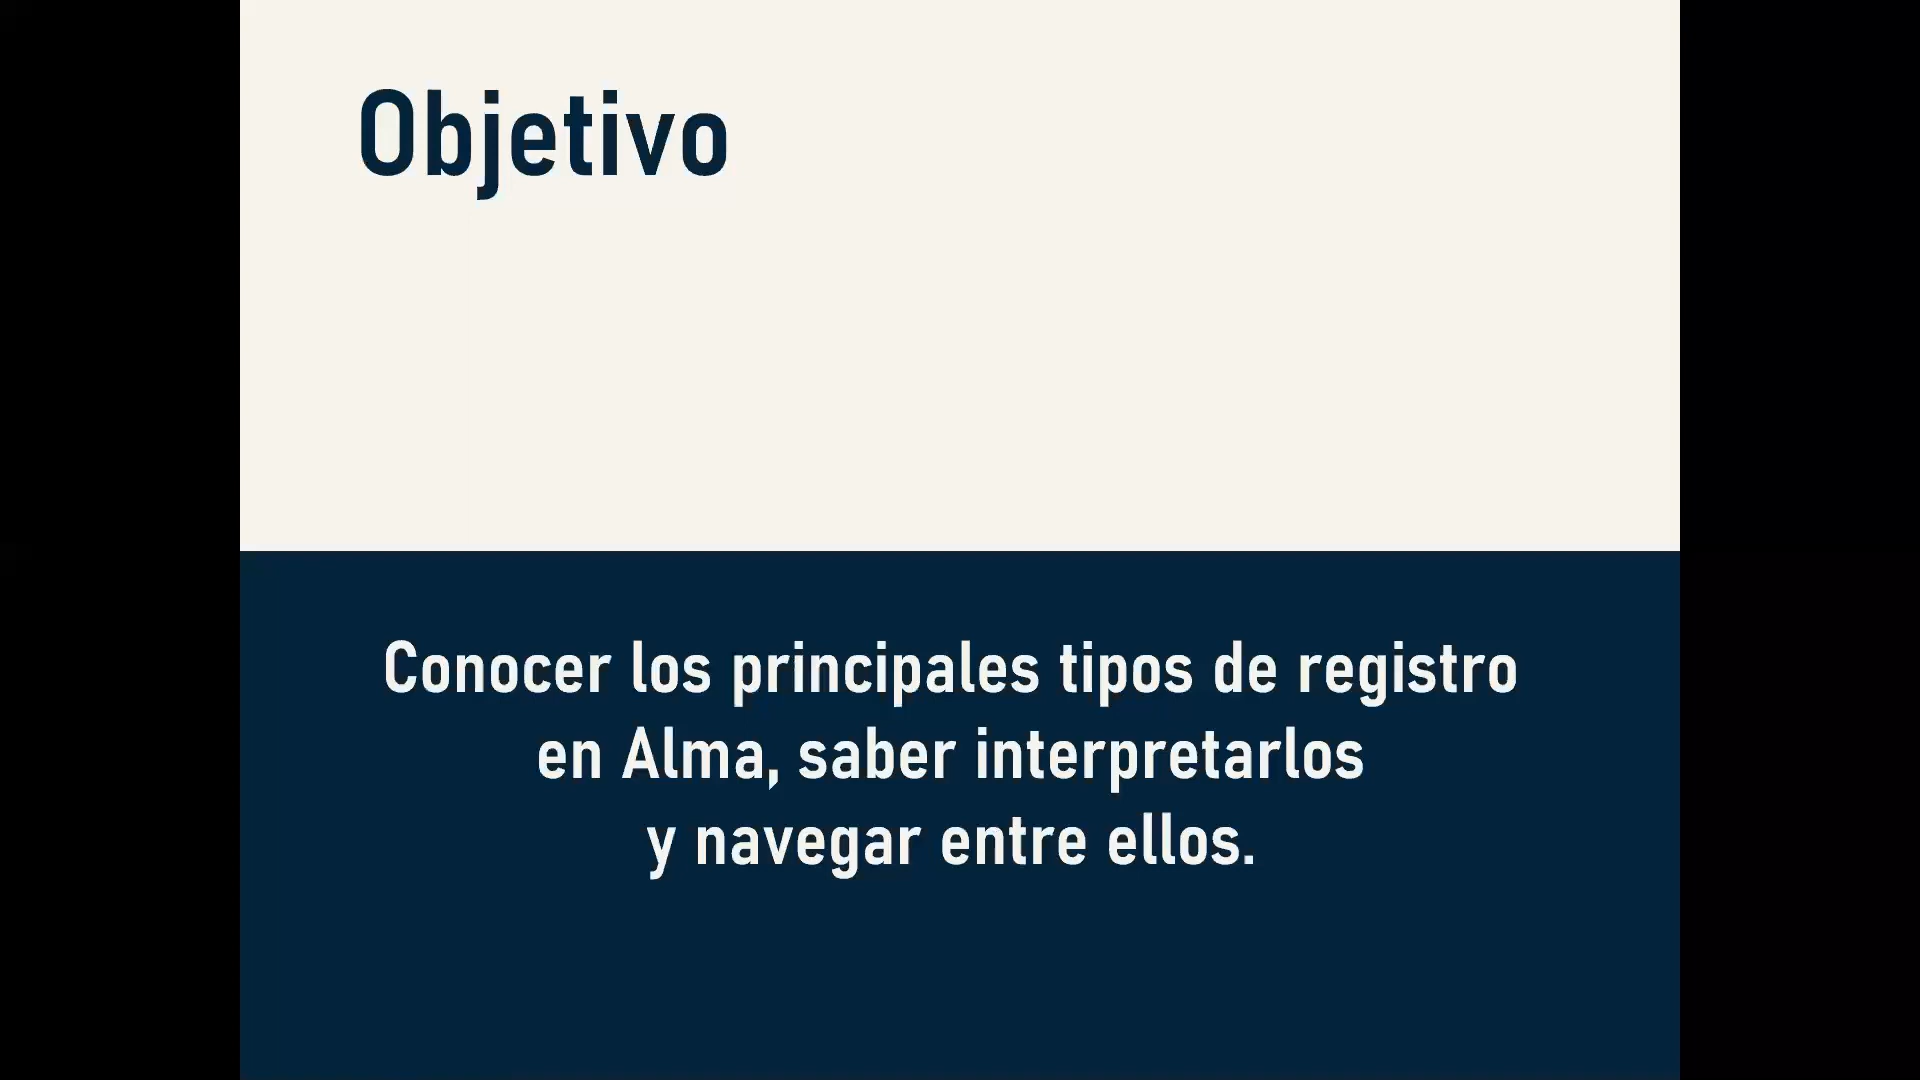 Objetivo
Conocer los principales tipos de registro
en Alma, saber interpretarlos
y navegar entre ellos.